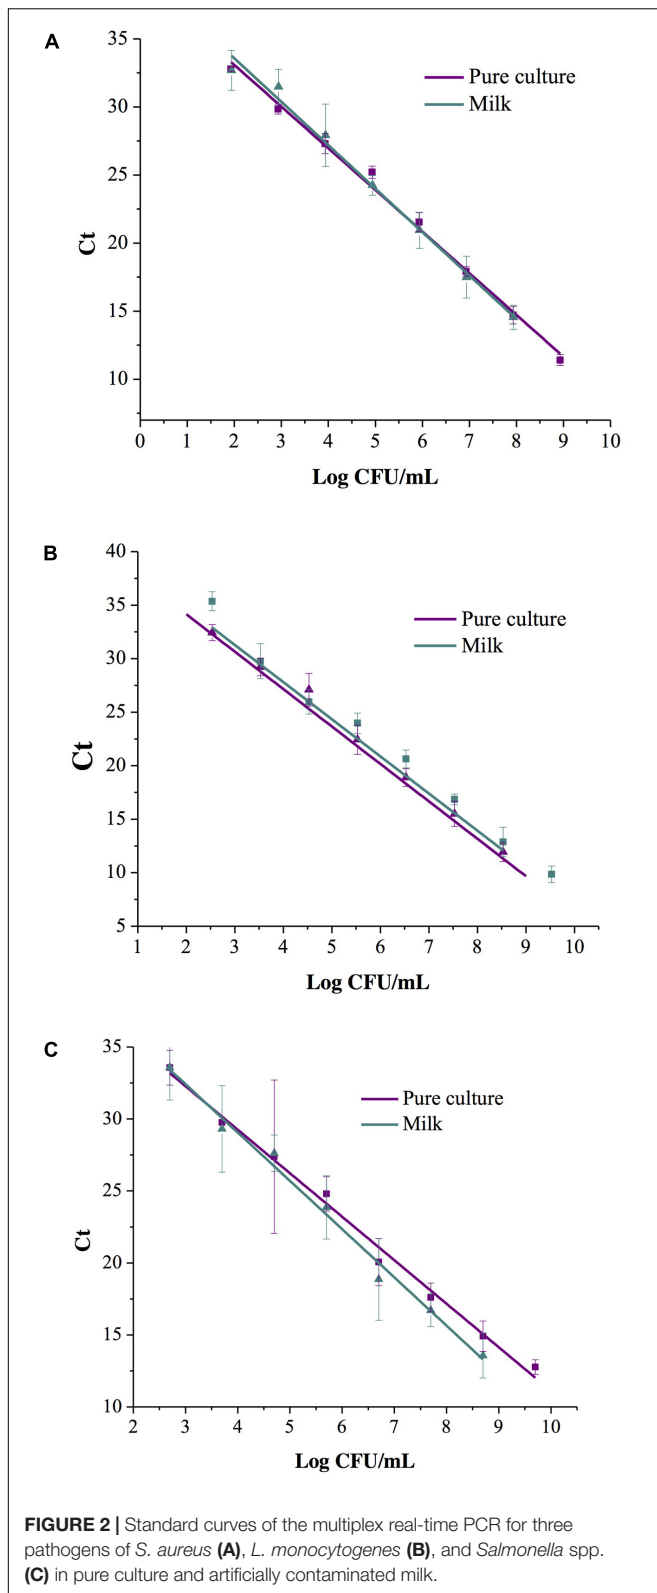 A
35
30
25
20
15
10
Ct
Pure culture
Milk
0 1 2 3 4 5 6 7 8 9 10
Log CFU/mL
B
40
35
30
25
20
15
10
5
Ct
Pure culture
Milk
1 2 3 4 5 6 7 8 9 10
Log CFU/mL
C
35
30
25
20
15
10
Ct
Pure culture
Milk
2 3 4 5 6 7 8 9 10
Log CFU/mL
FIGURE 2 | Standard curves of the multiplex real-time PCR for three
pathogens of S. aureus (A), L. monocytogenes (B), and Salmonella spp.
(C) in pure culture and artificially contaminated milk.